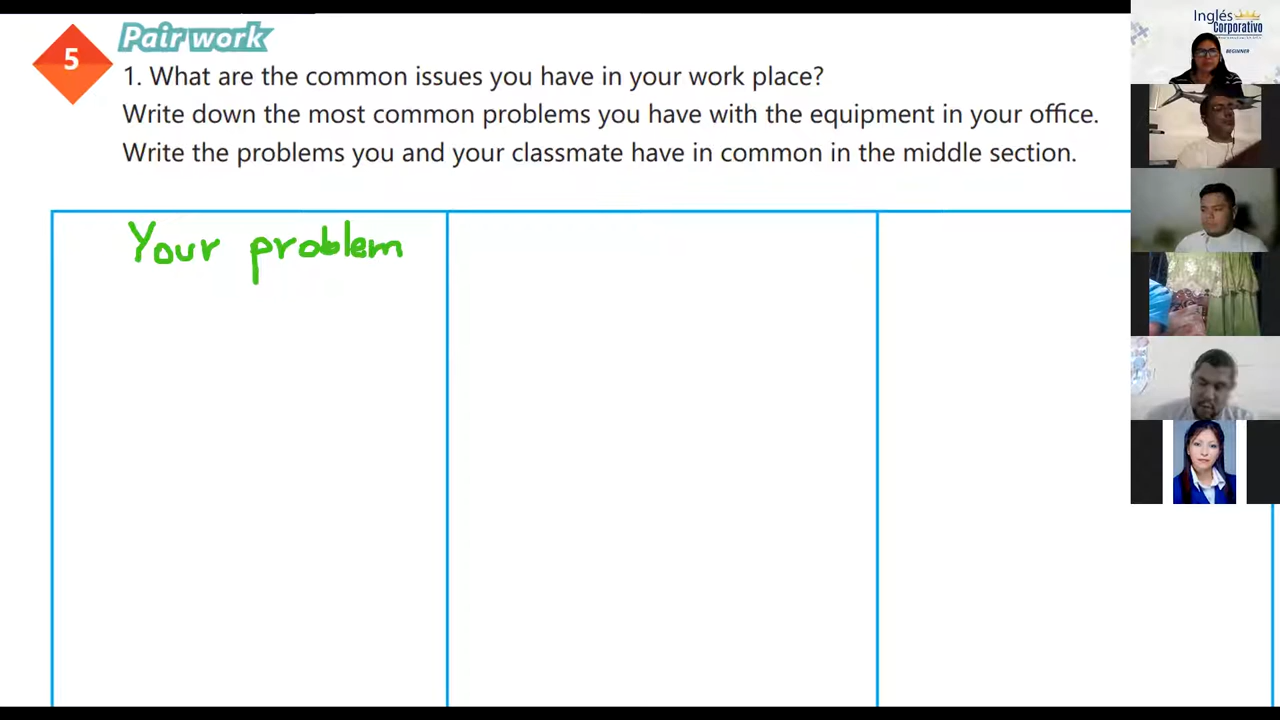 5
Pair work
1. What are the common issues you have in your work place?
Write down the most common problems you have with the equipment in your office.
Write the problems you and your classmate have in common in the middle section.
Your problem
Inglés
Corporativo
BEGINNER